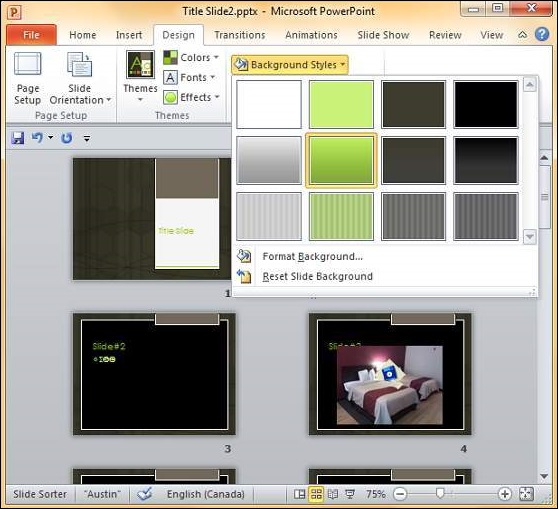 Title Slide2.pptx - Microsoft PowerPoint
File Home Insert Design Transitions Animations Slide Show Review View
Page Setup
Slide Orientation
Themes
Colors
Fonts
Effects
Background Styles
Page Setup
Themes
Format Background...
Reset Slide Background
Title Slide
1
Slide#2
3
Slide#2
4
Slide Sorter "Austin" English (Canada) 75%